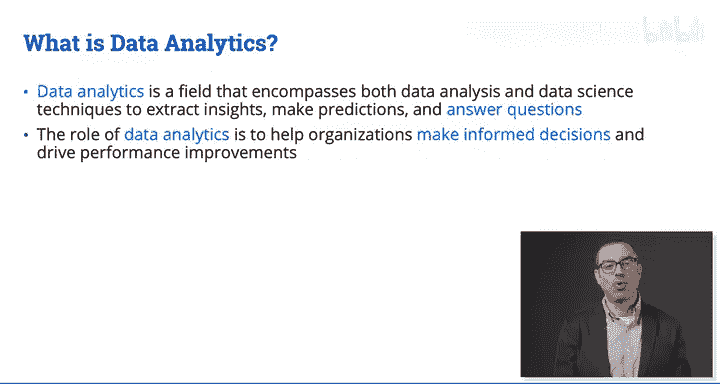 What is Data Analytics?
• Data analytics is a field that encompasses both data analysis and data science
techniques to extract insights, make predictions, and answer questions
• The role of data analytics is to help organizations make informed decisions and
drive performance improvements